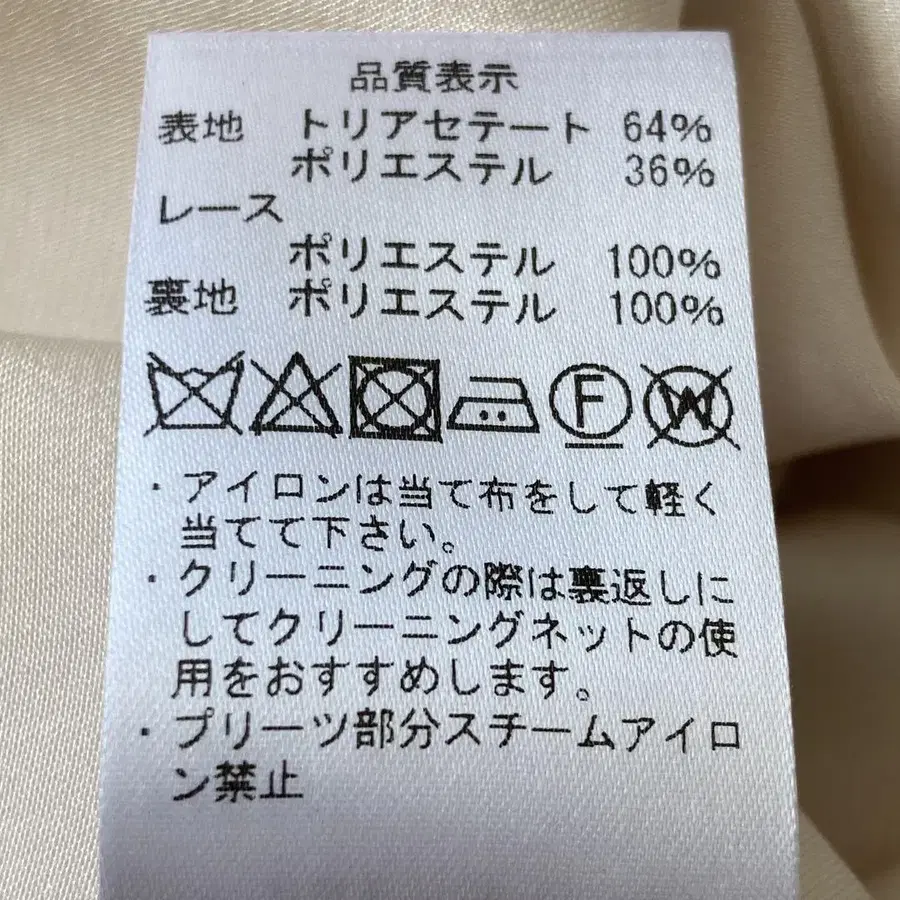 品質表示
表地 トリアセテート 64%
ポリエステル 36%
レース
ポリエステル 100%
裏地 ポリエステル 100%
F W
・アイロンは当て布をして軽く
当てて下さい。
・クリーニングの際は裏返しに
してクリーニングネットの使
用をおすすめします。
・プリーツ部分スチームアイロ
ン禁止